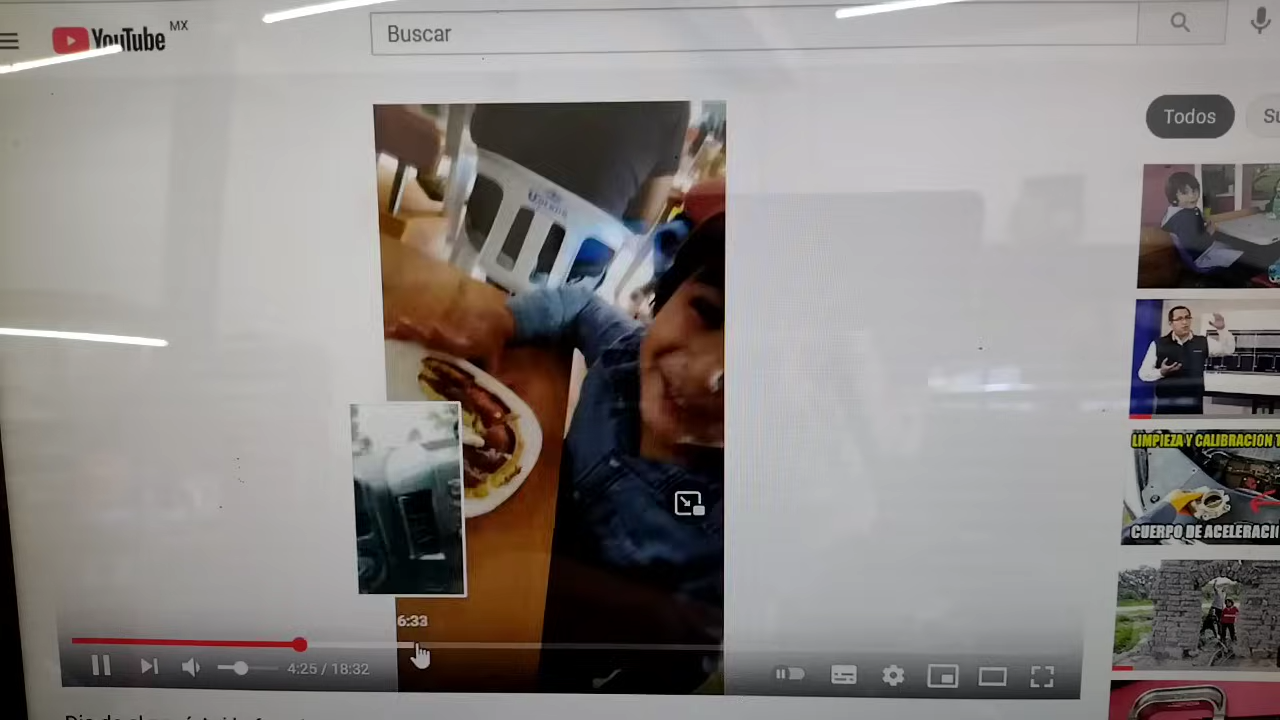 YouTube MX
Buscar
Todos
LIMPIEZA Y CALIBRACION
CUERPO DE ACELERACI
6:33
4:25 / 18:32